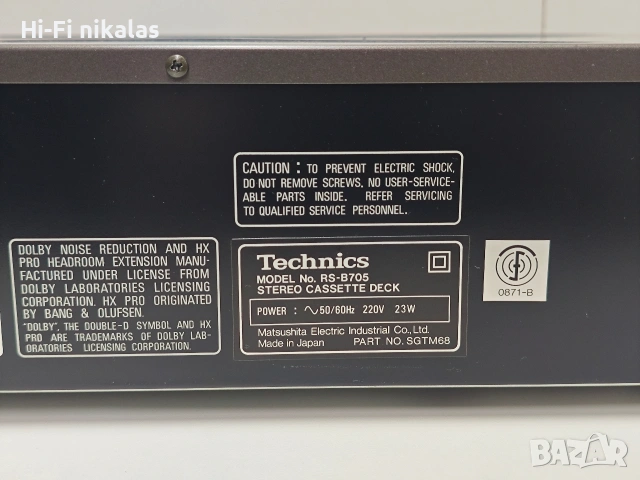 Hi-Fi nikalas
CAUTION : TO PREVENT ELECTRIC SHOCK,
DO NOT REMOVE SCREWS. NO USER-SERVICE-
ABLE PARTS INSIDE. REFER SERVICING
TO QUALIFIED SERVICE PERSONNEL.
DOLBY NOISE REDUCTION AND HX
PRO HEADROOM EXTENSION MANU-
FACTURED UNDER LICENSE FROM
DOLBY LABORATORIES LICENSING
CORPORATION. HX PRO ORIGINATED
BY BANG & OLUFSEN.
"DOLBY", THE DOUBLE-D SYMBOL AND HX
PRO ARE TRADEMARKS OF DOLBY LAB-
ORATORIES LICENSING CORPORATION.
Technics
MODEL No. RS-B705
STEREO CASSETTE DECK
POWER : ∿50/60Hz 220V 23W
Matsushita Electric Industrial Co., Ltd.
Made in Japan PART NO. SGTM68
S
0871-B
BAZAR